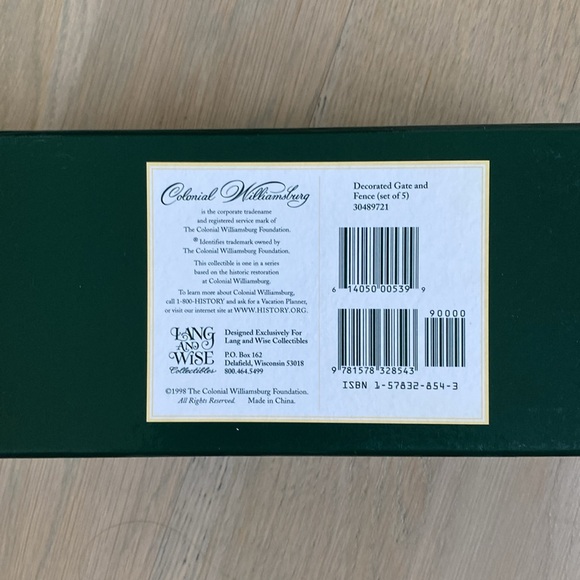 Colonial Williamsburg
is the corporate tradename
and registered service mark of
The Colonial Williamsburg Foundation.
® Identifies trademark owned by
The Colonial Williamsburg Foundation.
This collectible is one in a series
based on the historic restoration
at Colonial Williamsburg.
To learn more about Colonial Williamsburg,
call 1-800-HISTORY and ask for a Vacation Planner,
or visit our internet site at WWW.HISTORY.ORG.
LANG
AND
WISE
Collectibles
Designed Exclusively For
Lang and Wise Collectibles
P.O. Box 162
Delafield, Wisconsin 53018
800.464.5499
©1998 The Colonial Williamsburg Foundation.
All Rights Reserved. Made in China.
Decorated Gate and
Fence (set of 5)
30489721
6 14050 00539 9
90000
9 781578 328543
ISBN 1-57832-854-3